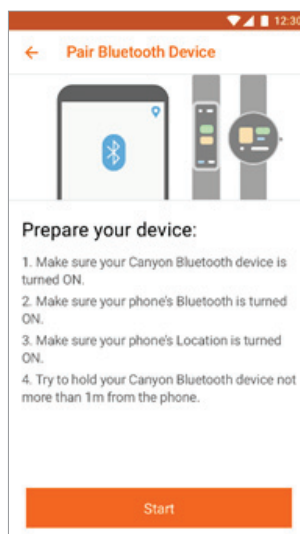 12:30
Pair Bluetooth Device
Prepare your device:
1. Make sure your Canyon Bluetooth device is
turned ON.
2. Make sure your phone's Bluetooth is turned
ON.
3. Make sure your phone's Location is turned
ON.
4. Try to hold your Canyon Bluetooth device not
more than 1m from the phone.
Start